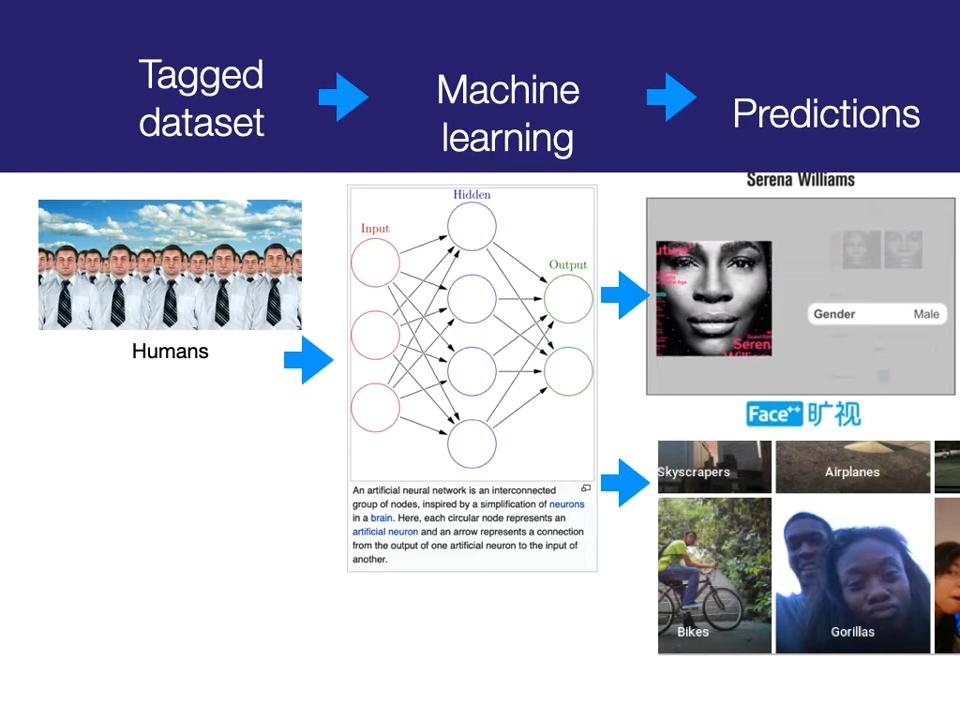 Tagged
dataset
Machine
learning
Predictions
Humans
Input
Hidden
Output
An artificial neural network is an interconnected
group of nodes, inspired by a simplification of neurons
in a brain. Here, each circular node represents an
artificial neuron and an arrow represents a connection
from the output of one artificial neuron to the input of
another.
Serena Williams
Gender Male
Face++ 旷视
Skyscrapers
Airplanes
Bikes
Gorillas